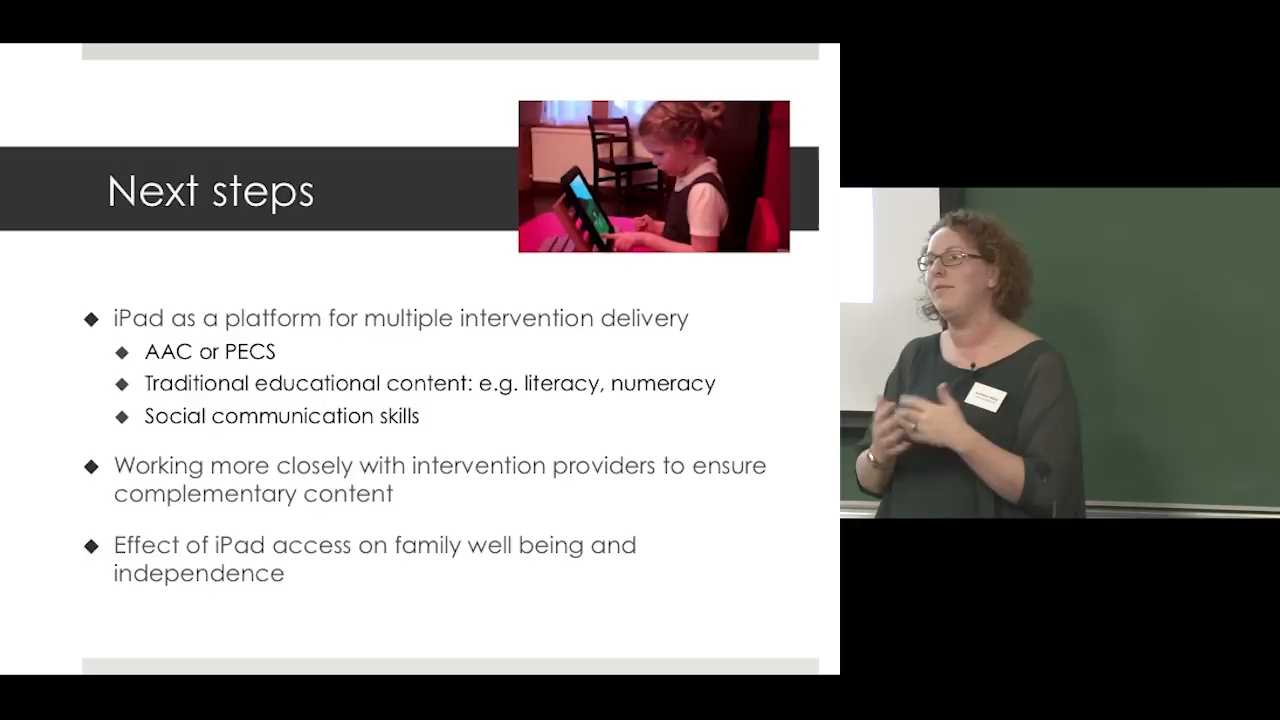 Next steps
iPad as a platform for multiple intervention delivery
AAC or PECS
Traditional educational content: e.g. literacy, numeracy
Social communication skills
Working more closely with intervention providers to ensure
complementary content
Effect of iPad access on family well being and
independence